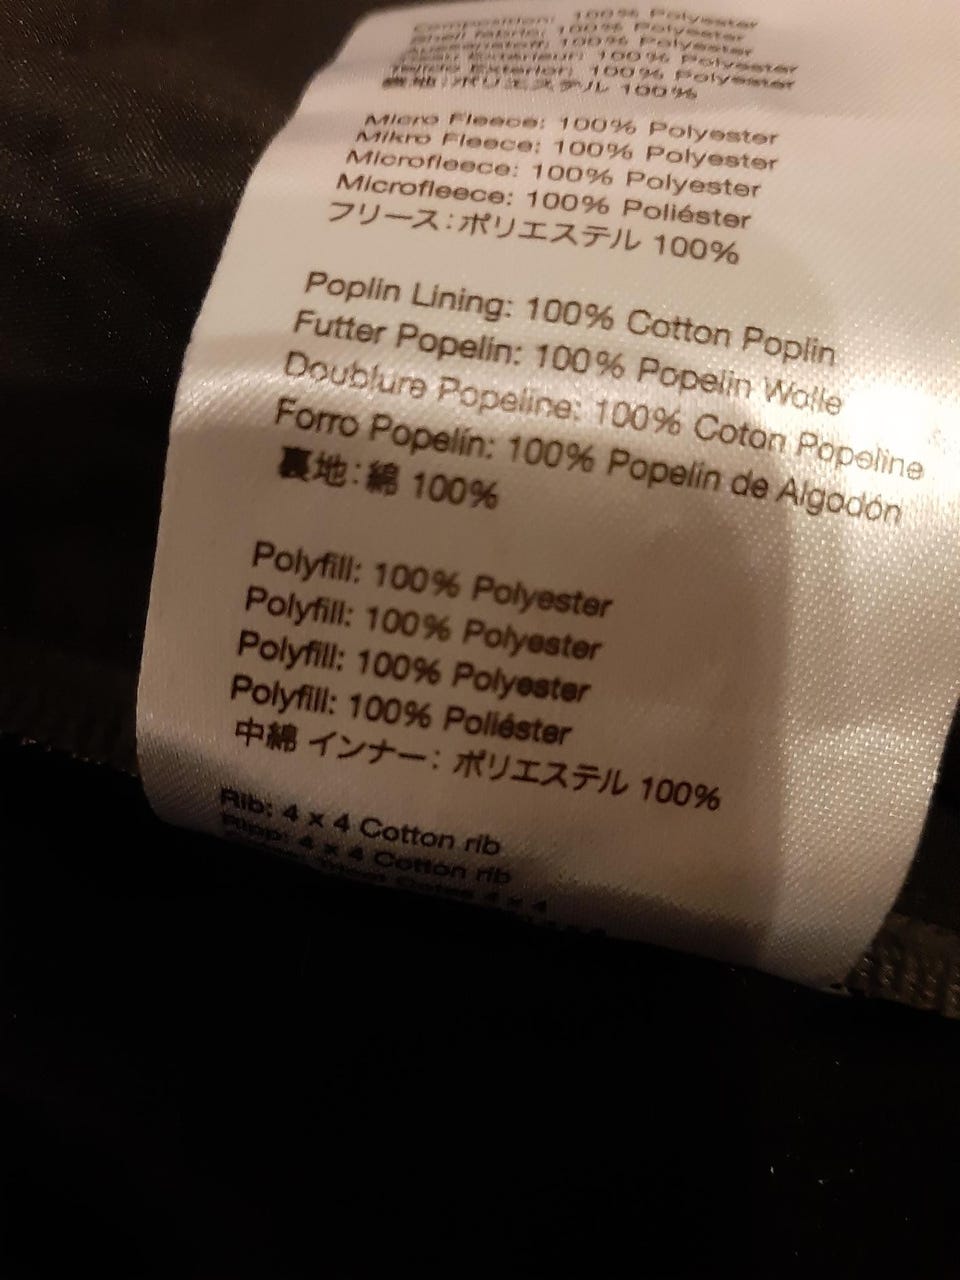 Composition: 100% Polyester
Shell fabric: 100% Polyester
Aussenstoff: 100% Polyester
Tissu Extérieur: 100% Polyester
Tejido Exterior: 100% Polyester
表地:ポリエステル 100%
Micro Fleece: 100% Polyester
Mikro Fleece: 100% Polyester
Microfleece: 100% Polyester
Microfleece: 100% Poliéster
フリース:ポリエステル 100%
Poplin Lining: 100% Cotton Poplin
Futter Popelin: 100% Popelin Wolle
Doublure Popeline: 100% Coton Popeline
Forro Popelín: 100% Popelín de Algodón
裏地:綿 100%
Polyfill: 100% Polyester
Polyfill: 100% Polyester
Polyfill: 100% Polyester
Polyfill: 100% Poliéster
中綿 インナー: ポリエステル 100%
Rib: 4 x 4 Cotton rib
Ripp: 4 x 4 Cotton rib
4 x 4